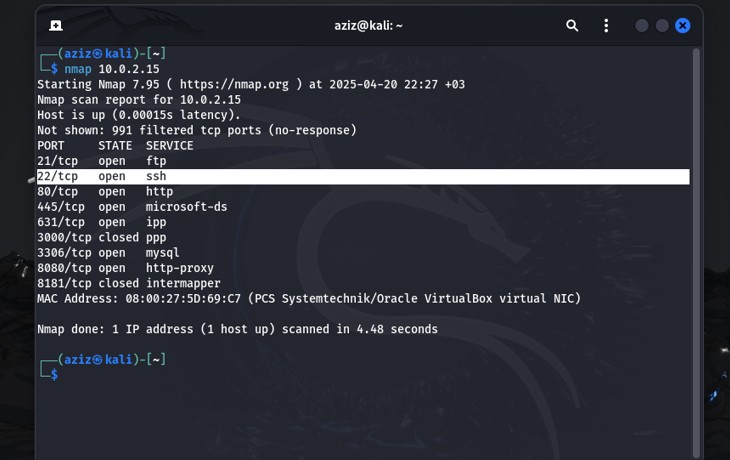 aziz@kali: ~
┌──(aziz㉿kali)-[~]
└─$ nmap 10.0.2.15
Starting Nmap 7.95 ( https://nmap.org ) at 2025-04-20 22:27 +03
Nmap scan report for 10.0.2.15
Host is up (0.00015s latency).
Not shown: 991 filtered tcp ports (no-response)
PORT     STATE  SERVICE
21/tcp   open   ftp
22/tcp   open   ssh
80/tcp   open   http
445/tcp  open   microsoft-ds
631/tcp  open   ipp
3000/tcp closed ppp
3306/tcp open   mysql
8080/tcp open   http-proxy
8181/tcp closed intermapper
MAC Address: 08:00:27:5D:69:C7 (PCS Systemtechnik/Oracle VirtualBox virtual NIC)
Nmap done: 1 IP address (1 host up) scanned in 4.48 seconds
┌──(aziz㉿kali)-[~]
└─$